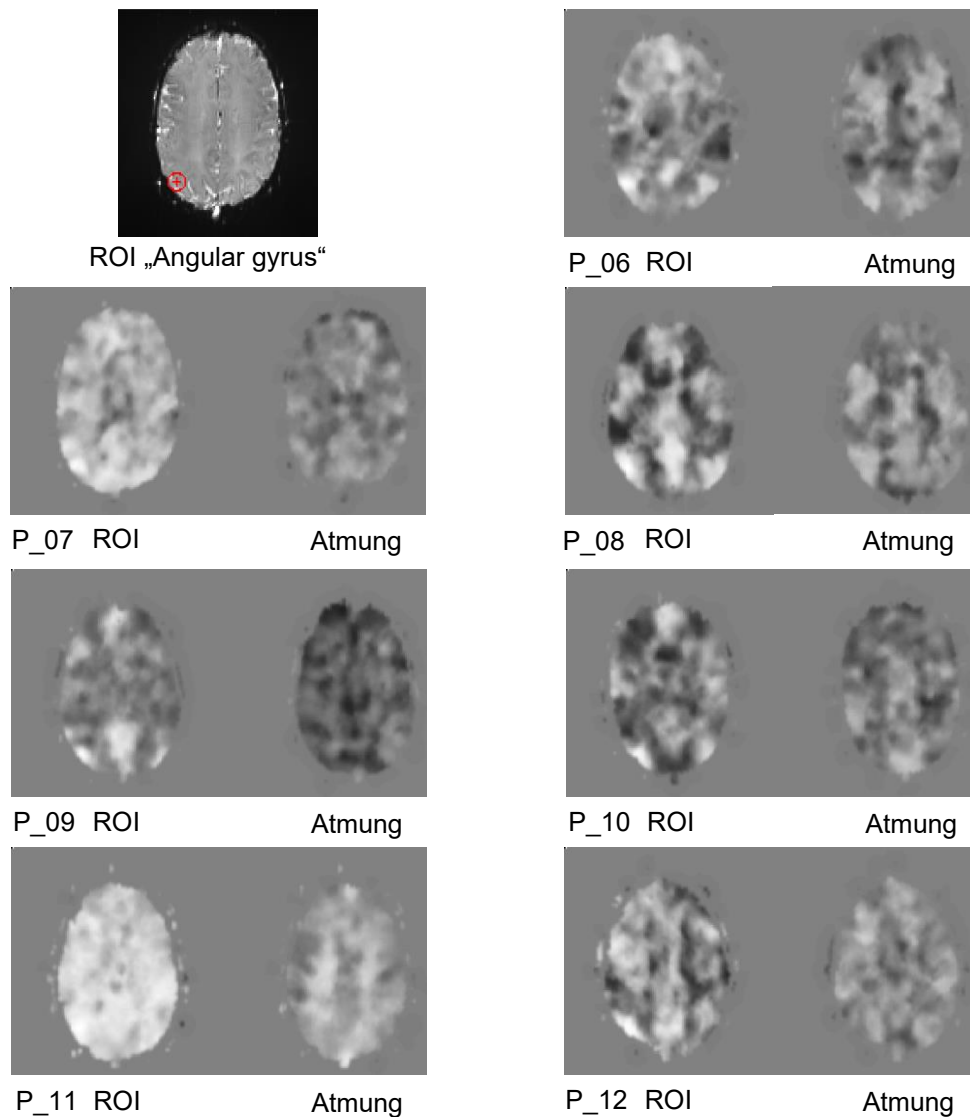 ROI „Angular gyrus“
P_06 ROI Atmung
P_07 ROI Atmung
P_08 ROI Atmung
P_09 ROI Atmung
P_10 ROI Atmung
P_11 ROI Atmung
P_12 ROI Atmung